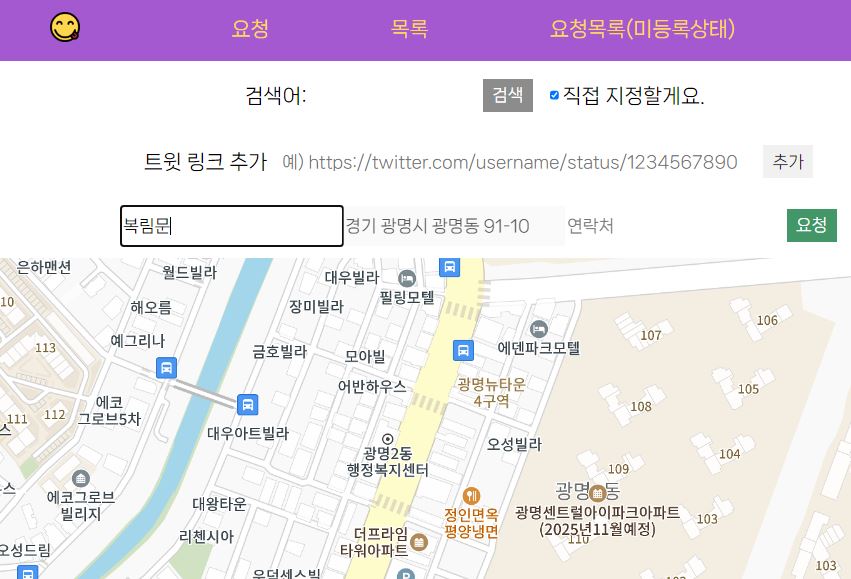 요청
목록
요청목록(미등록상태)
검색어:
검색
직접 지정할게요.
트윗 링크 추가
예) https://twitter.com/username/status/1234567890
추가
복림문
경기 광명시 광명동 91-10
연락처
요청
은하맨션
월드빌라
대우빌라
필링모텔
10
해오름
장미빌라
106
예그리나
107
113
금호빌라
모아빌
에덴파크모텔
어반하우스
광명뉴타운
4구역
105
에코
그로브5차
111
112
108
대우아트빌라
광명2동
행정복지센터
오성빌라
104
109
에코그로브
빌리지
대왕타운
정인면옥
평양냉면
광명
동
광명센트럴아이파크아파트
(2025년11월예정)
103
110
리첸시아
더프라임
타워아파트
오성드림
103